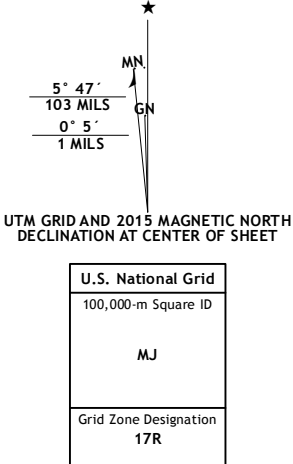 MN
GN
5° 47´
103 MILS
0° 5´
1 MILS
UTM GRID AND 2015 MAGNETIC NORTH
DECLINATION AT CENTER OF SHEET
U.S. National Grid
100,000-m Square ID
MJ
Grid Zone Designation
17R